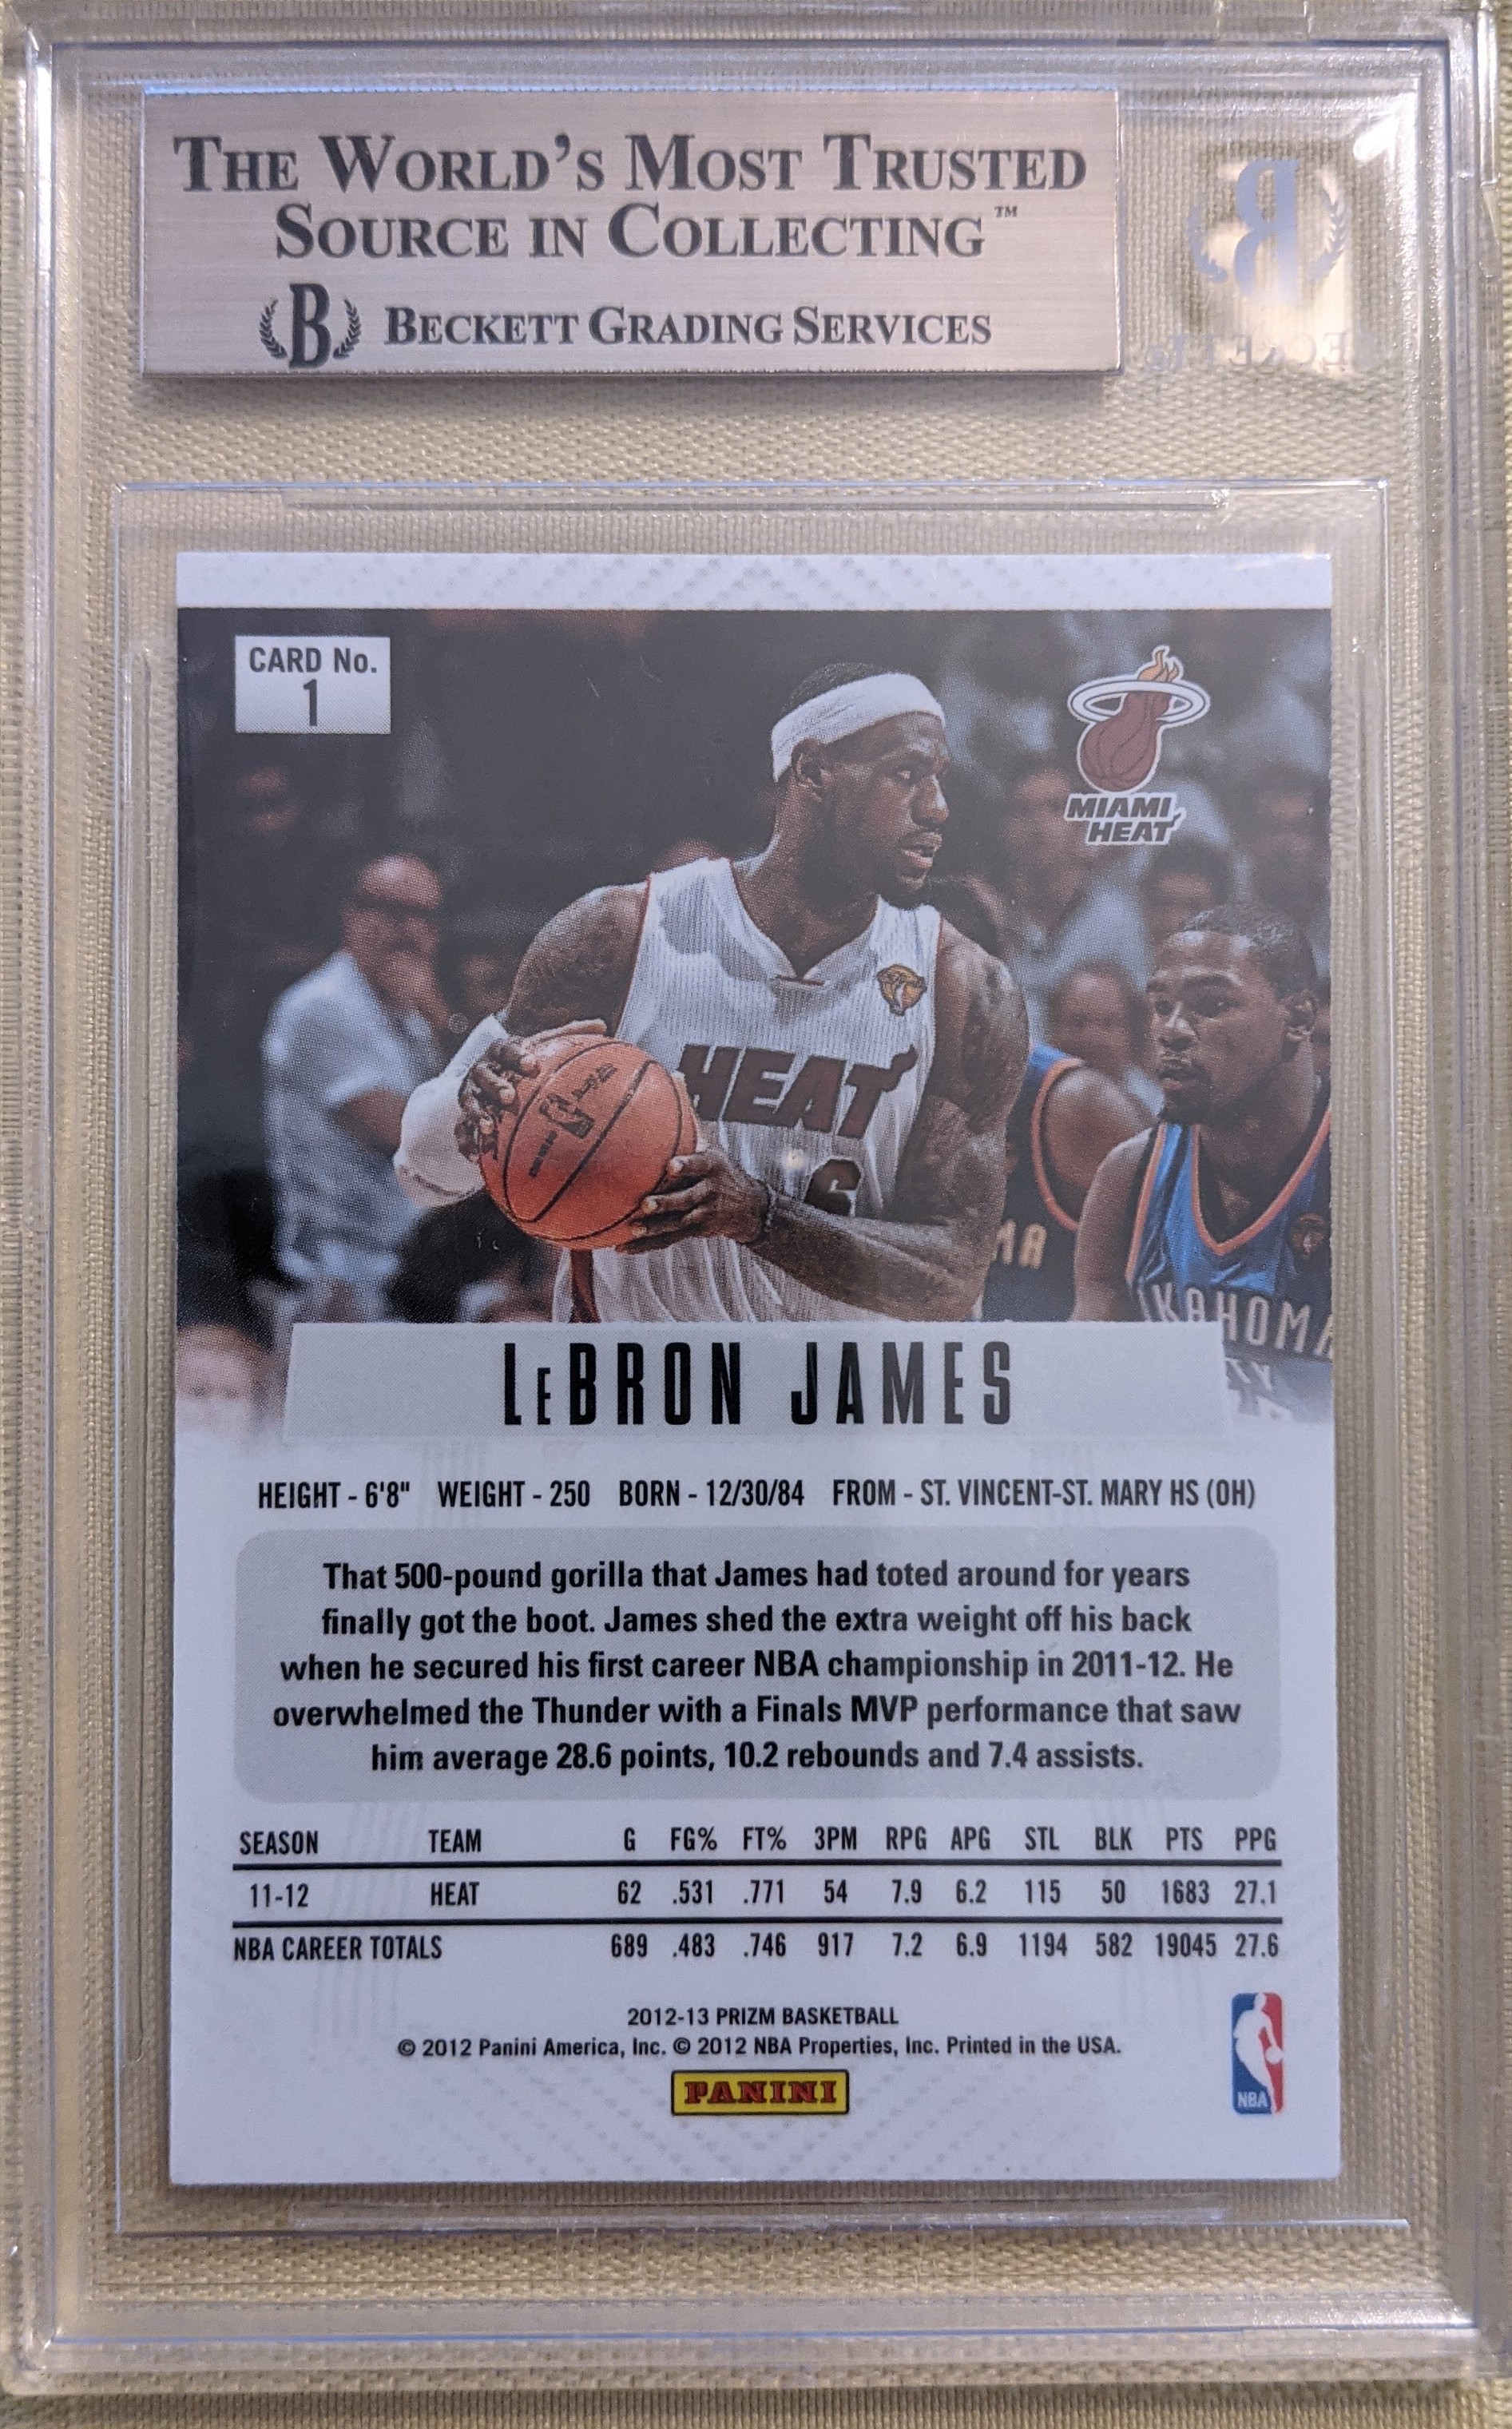 THE WORLD'S MOST TRUSTED
SOURCE IN COLLECTING™
B BECKETT GRADING SERVICES
CARD No.
1
MIAMI
HEAT
HEAT
6
MA
KAHOMA
LeBRON JAMES
HEIGHT - 6'8" WEIGHT - 250 BORN - 12/30/84 FROM - ST. VINCENT-ST. MARY HS (OH)
That 500-pound gorilla that James had toted around for years
finally got the boot. James shed the extra weight off his back
when he secured his first career NBA championship in 2011-12. He
overwhelmed the Thunder with a Finals MVP performance that saw
him average 28.6 points, 10.2 rebounds and 7.4 assists.
SEASON TEAM G FG% FT% 3PM RPG APG STL BLK PTS PPG
11-12 HEAT 62 .531 .771 54 7.9 6.2 115 50 1683 27.1
NBA CAREER TOTALS 689 .483 .746 917 7.2 6.9 1194 582 19045 27.6
2012-13 PRIZM BASKETBALL
© 2012 Panini America, Inc. © 2012 NBA Properties, Inc. Printed in the USA.
PANINI
NBA